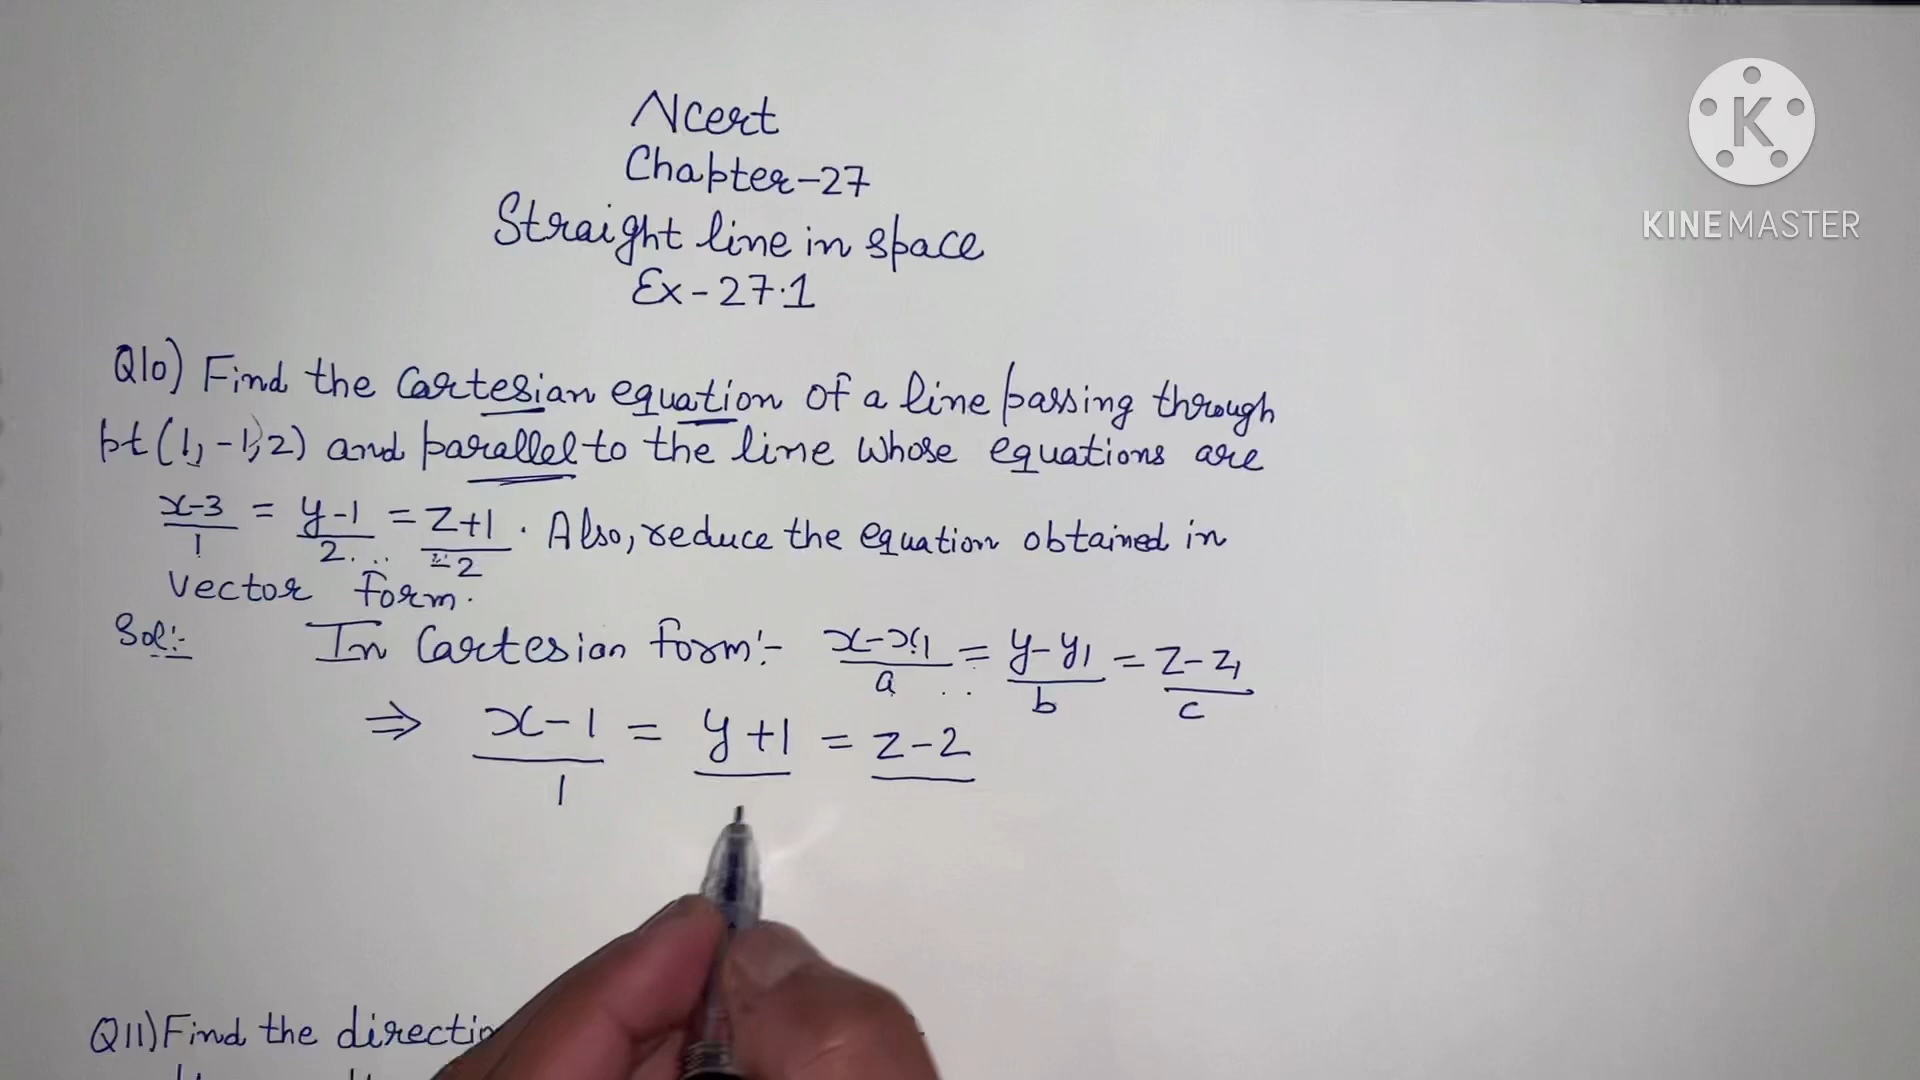 Ncert
Chapter-27
Straight line in space
Ex-27.1
Q10) Find the Cartesian equation of a line passing through
pt (1, -1, 2) and parallel to the line whose equations are
x-3/1 = y-1/2 = z+1/-2 . Also, reduce the equation obtained in
vector form.
Sol:- In Cartesian form:- x-x1/a = y-y1/b = z-z1/c
⇒ x-1/1 = y+1 = z-2
Q11) Find the
K
KINEMASTER